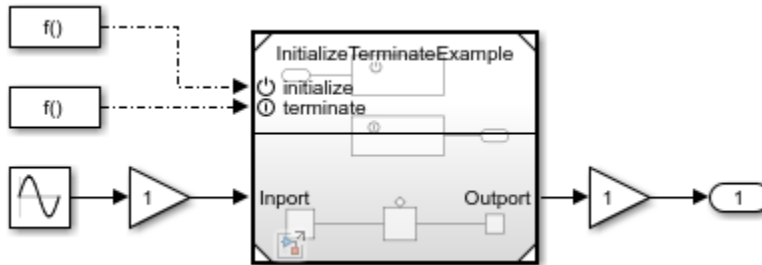 f()
InitializeTerminateExample
initialize
f()
terminate
1
Inport
Outport
1
1